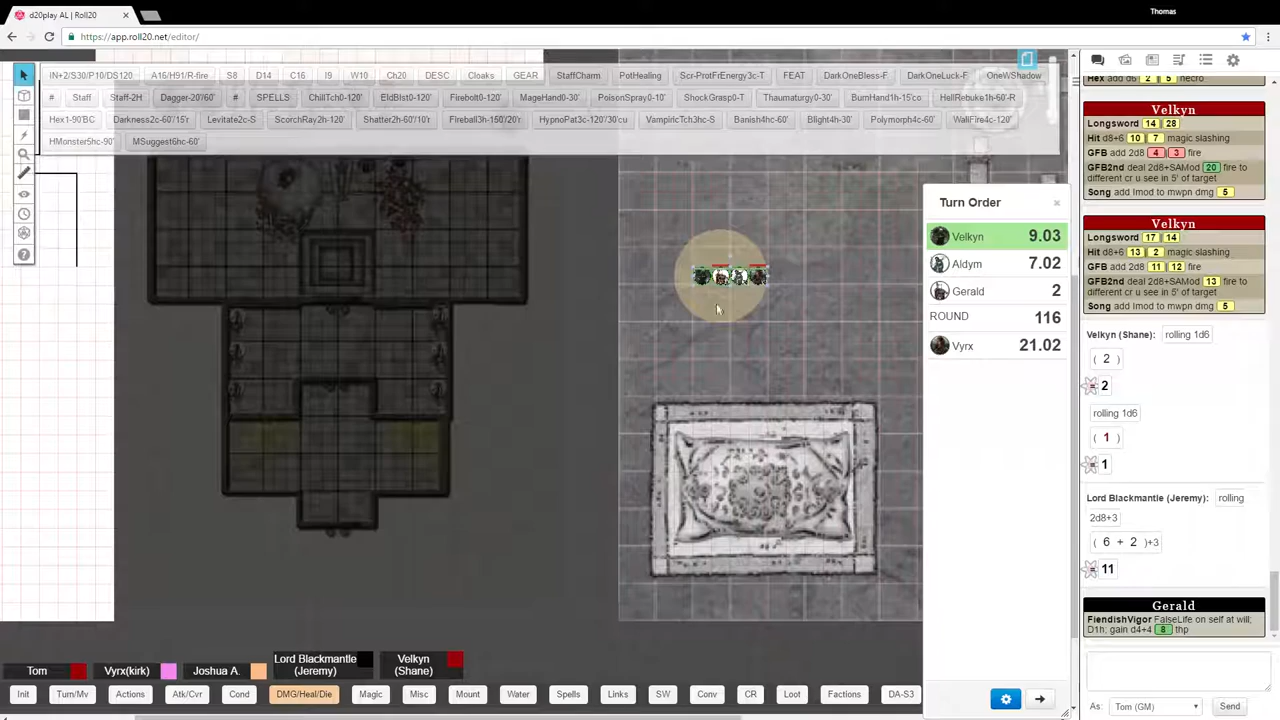 d20play AL | Roll20
Thomas
https://app.roll20.net/editor/
IN+2/S30/P10/DS120 A16/H91/R-fire S8 D14 C16 I9 W10 Ch20 DESC Cloaks GEAR StaffCharm PotHealing Scr-ProtFrEnergy3c-T FEAT DarkOneBless-F DarkOneLuck-F OneWShadow
# Staff Staff-2H Dagger-20'/60' # SPELLS ChillTch0-120' EldBlst0-120' Firebolt0-120' MageHand0-30' PoisonSpray0-10' ShockGrasp0-T Thaumaturgy0-30' BurnHand1h-15'co HellRebuke1h-60'-R
Hex1-90'BC Darkness2c-60'/15'r Levitate2c-S ScorchRay2h-120' Shatter2h-60'/10'r Fireball3h-150'/20'r HypnoPat3c-120'/30'cu VampiricTch3hc-S Banish4hc-60' Blight4h-30' Polymorph4c-60' WallFire4c-120'
HMonster5hc-90' MSuggest6hc-60'
Turn Order ×
Velkyn 9.03
Aldym 7.02
Gerald 2
ROUND 116
Vyrx 21.02
Hex add d6 2 5 necro
Velkyn
Longsword 14 28
Hit d8+6 10 7 magic slashing
GFB add 2d8 4 3 fire
GFB2nd deal 2d8+SAMod 20 fire to
different cr u see in 5' of target
Song add Imod to mwpn dmg 5
Velkyn
Longsword 17 14
Hit d8+6 13 2 magic slashing
GFB add 2d8 11 12 fire
GFB2nd deal 2d8+SAMod 13 fire to
different cr u see in 5' of target
Song add Imod to mwpn dmg 5
Velkyn (Shane): rolling 1d6
( 2 )
= 2
rolling 1d6
( 1 )
= 1
Lord Blackmantle (Jeremy): rolling
2d8+3
( 6 + 2 )+3
= 11
Gerald
FiendishVigor FalseLife on self at will;
D1h; gain d4+4 8 thp
Tom
Vyrx(kirk)
Joshua A.
Lord Blackmantle
(Jeremy)
Velkyn
(Shane)
Init Turn/Mv Actions Atk/Cvr Cond DMG/Heal/Die Magic Misc Mount Water Spells Links SW Conv CR Loot Factions DA-S3
As: Tom (GM) Send